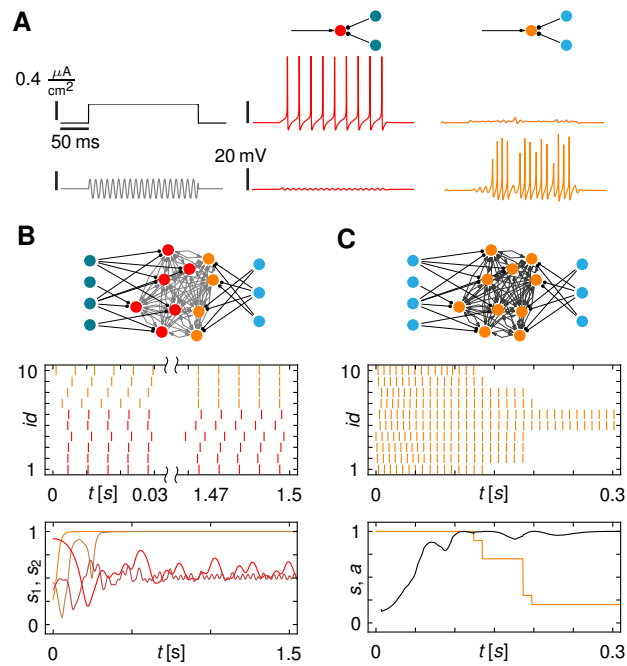 A
0.4 μA/cm²
50 ms
20 mV
B
C
10
id
1
0
t [s]
0.03
1.47
1.5
10
id
1
0
t [s]
0.3
1
s₁, s₂
0
0
t [s]
1.5
1
s, a
0
0
t [s]
0.3